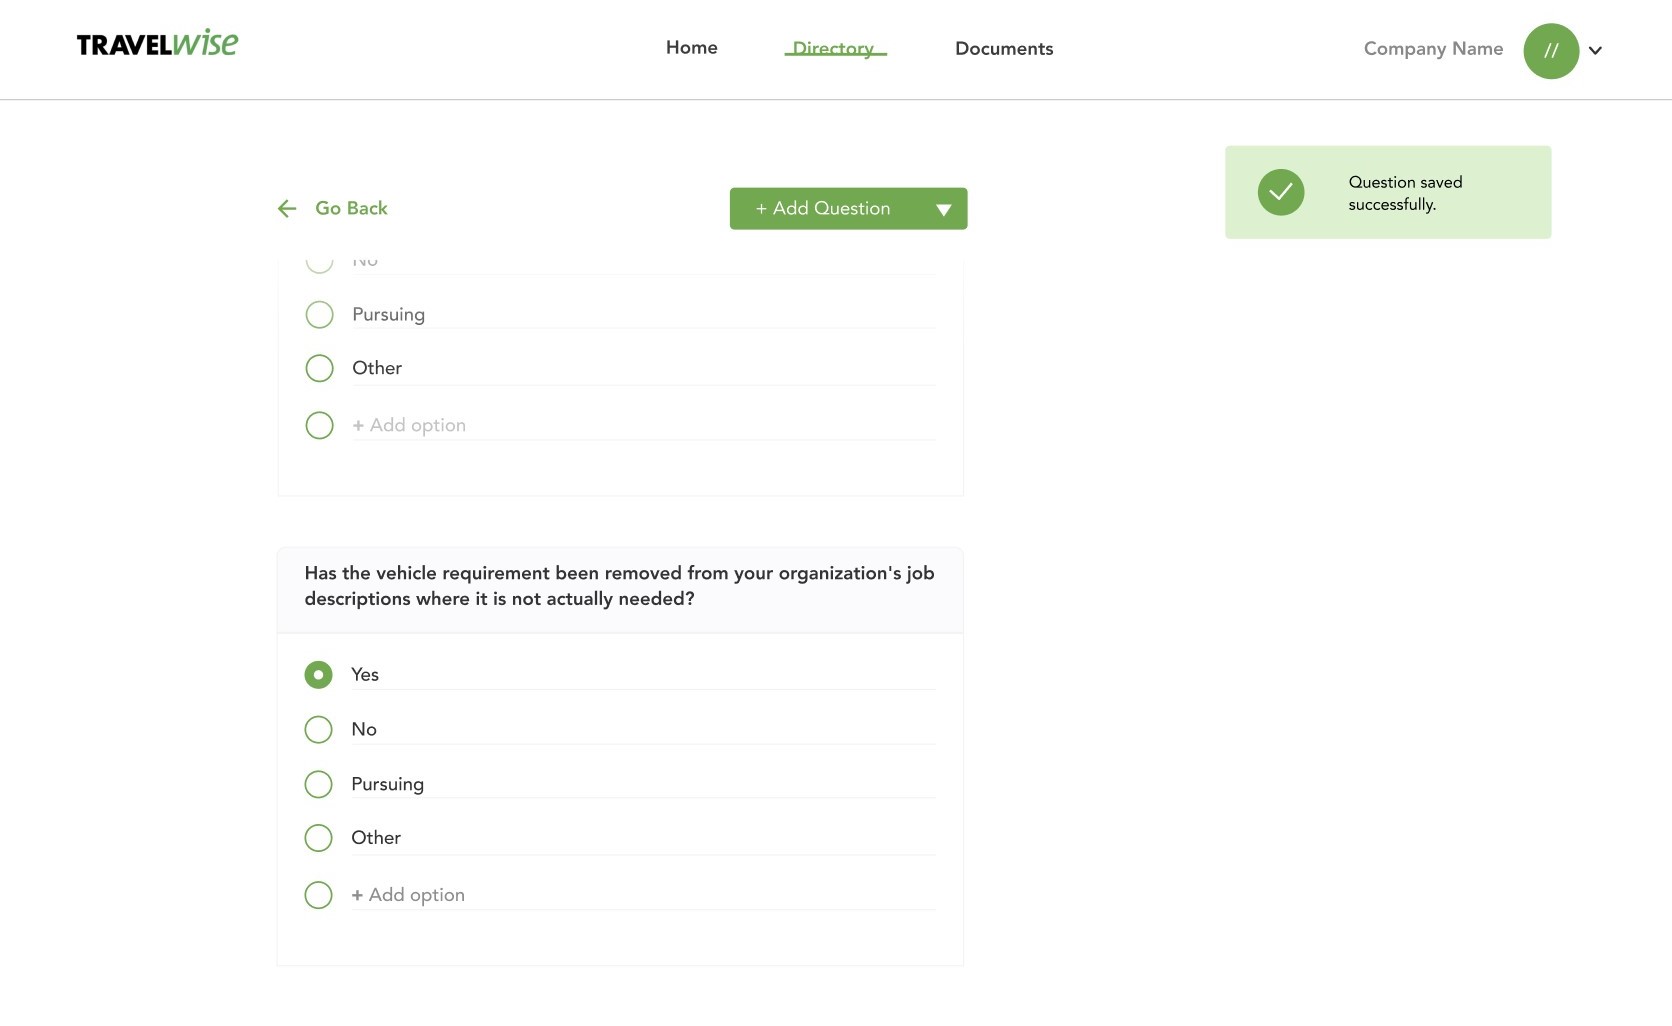 TRAVELwise
Home
Directory
Documents
Company Name
//
Go Back
+ Add Question
Question saved
successfully.
No
Pursuing
Other
+ Add option
Has the vehicle requirement been removed from your organization's job
descriptions where it is not actually needed?
Yes
No
Pursuing
Other
+ Add option